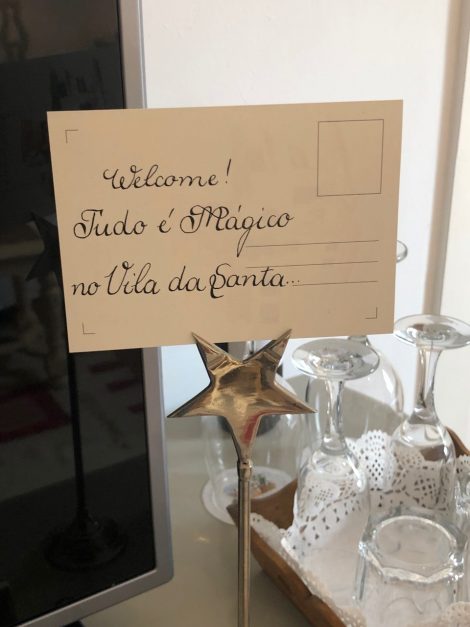 Welcome!
Tudo é Mágico
no Vila da Santa...